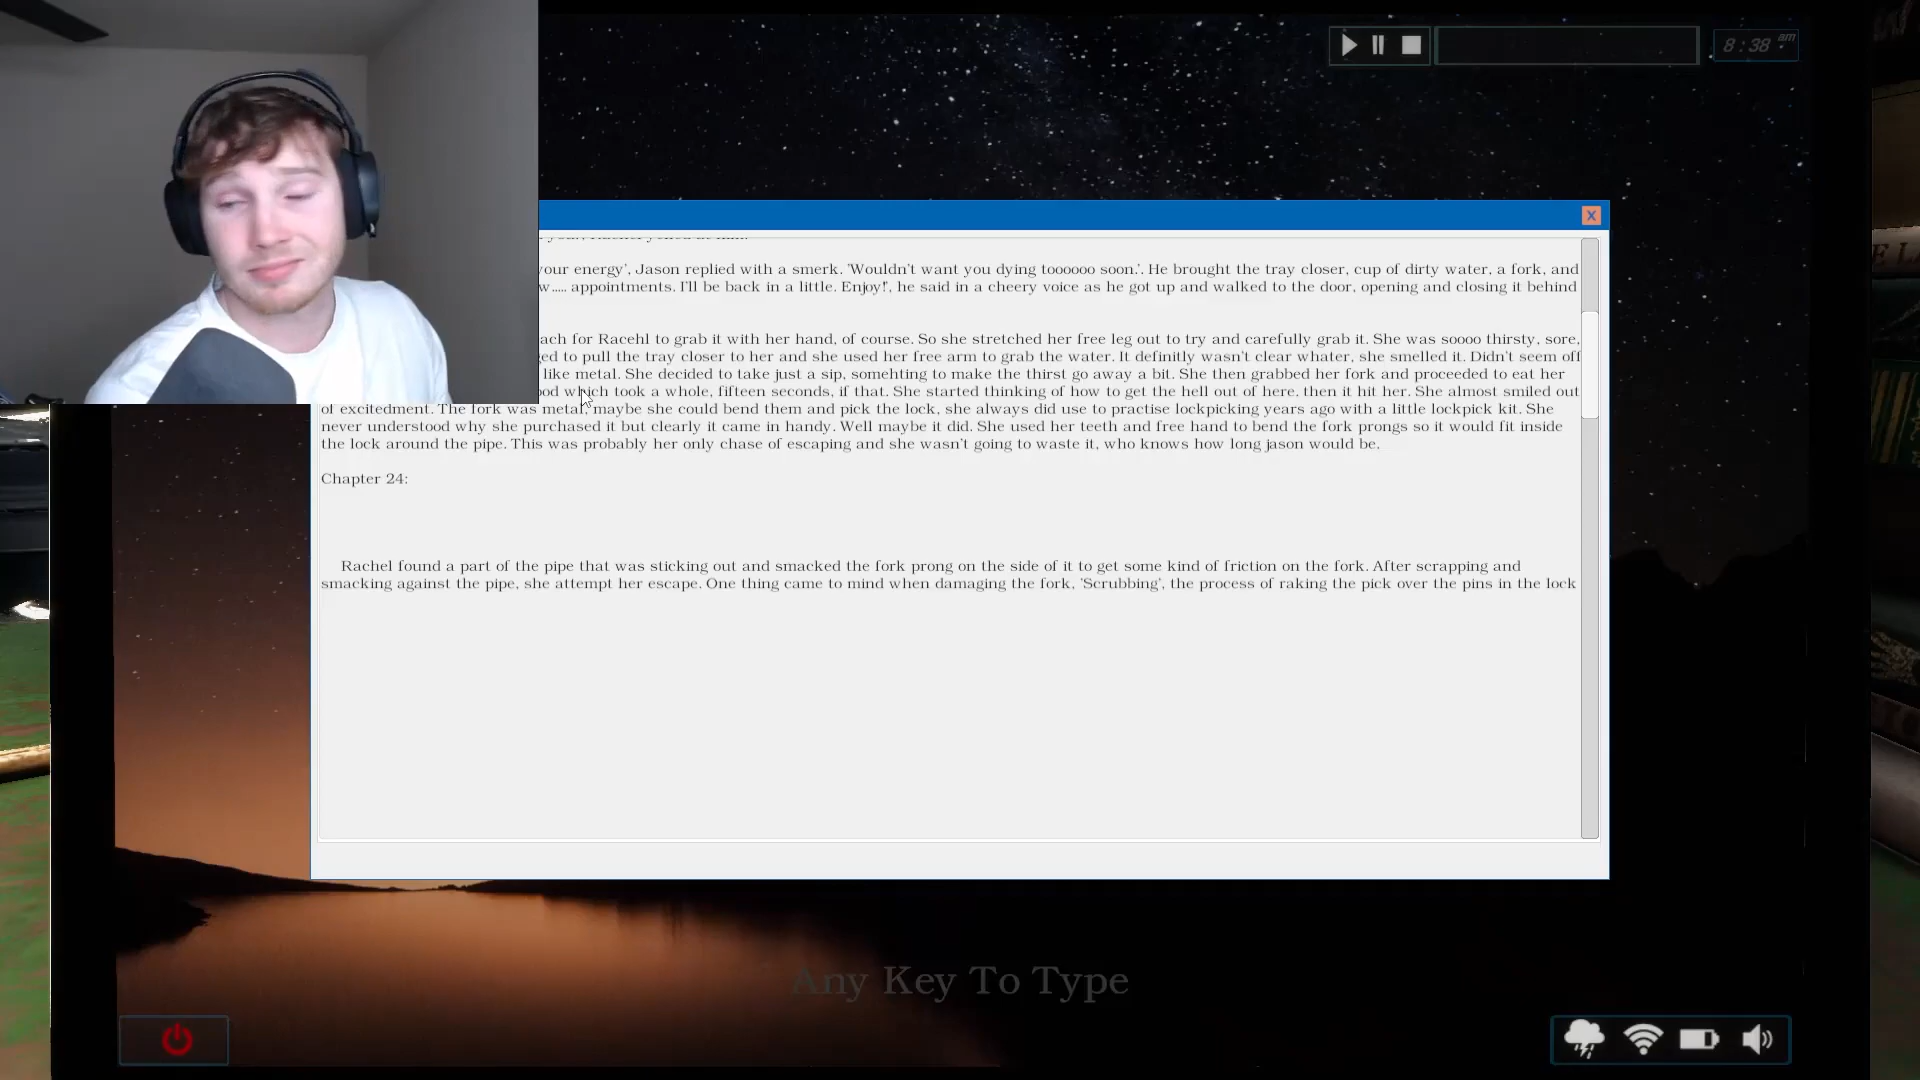 8:38 am
X
your energy', Jason replied with a smerk. 'Wouldn't want you dying toooooo soon.'. He brought the tray closer, cup of dirty water, a fork, and
w..... appointments. I'll be back in a little. Enjoy!', he said in a cheery voice as he got up and walked to the door, opening and closing it behind
ach for Racehl to grab it with her hand, of course. So she stretched her free leg out to try and carefully grab it. She was soooo thirsty, sore,
ged to pull the tray closer to her and she used her free arm to grab the water. It definitly wasn't clear whater, she smelled it. Didn't seem off
like metal. She decided to take just a sip, somehting to make the thirst go away a bit. She then grabbed her fork and proceeded to eat her
ood which took a whole, fifteen seconds, if that. She started thinking of how to get the hell out of here. then it hit her. She almost smiled out
of excitedment. The fork was metal, maybe she could bend them and pick the lock, she always did use to practise lockpicking years ago with a little lockpick kit. She
never understood why she purchased it but clearly it came in handy. Well maybe it did. She used her teeth and free hand to bend the fork prongs so it would fit inside
the lock around the pipe. This was probably her only chase of escaping and she wasn't going to waste it, who knows how long jason would be.
Chapter 24:
Rachel found a part of the pipe that was sticking out and smacked the fork prong on the side of it to get some kind of friction on the fork. After scrapping and
smacking against the pipe, she attempt her escape. One thing came to mind when damaging the fork, 'Scrubbing', the process of raking the pick over the pins in the lock
Any Key To Type